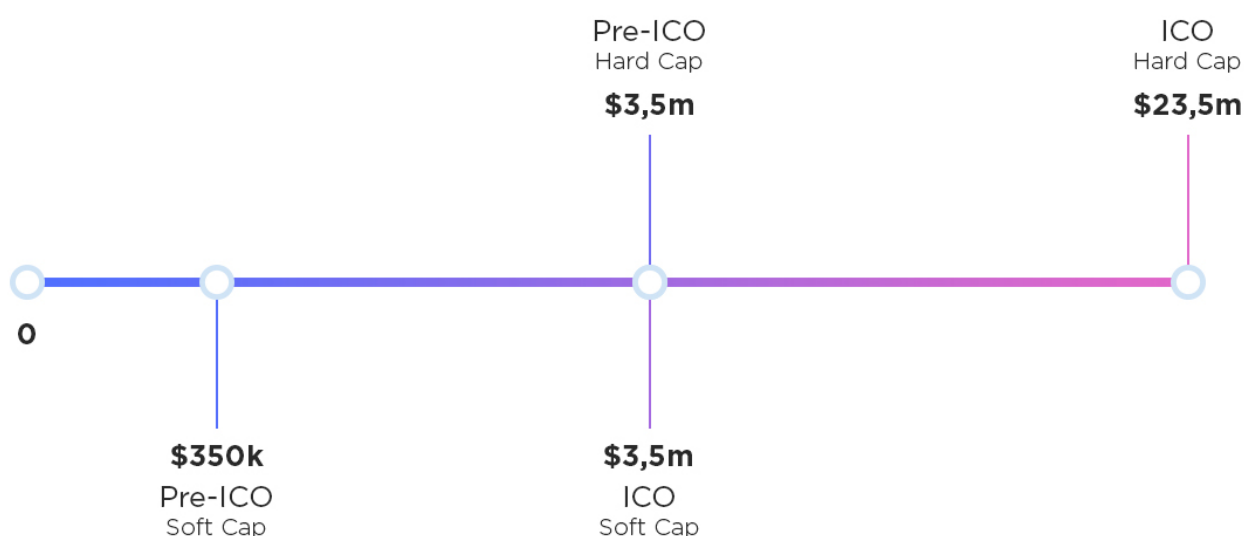 Pre-ICO
Hard Cap
$3,5m
ICO
Hard Cap
$23,5m
0
$350k
Pre-ICO
Soft Cap
$3,5m
ICO
Soft Cap